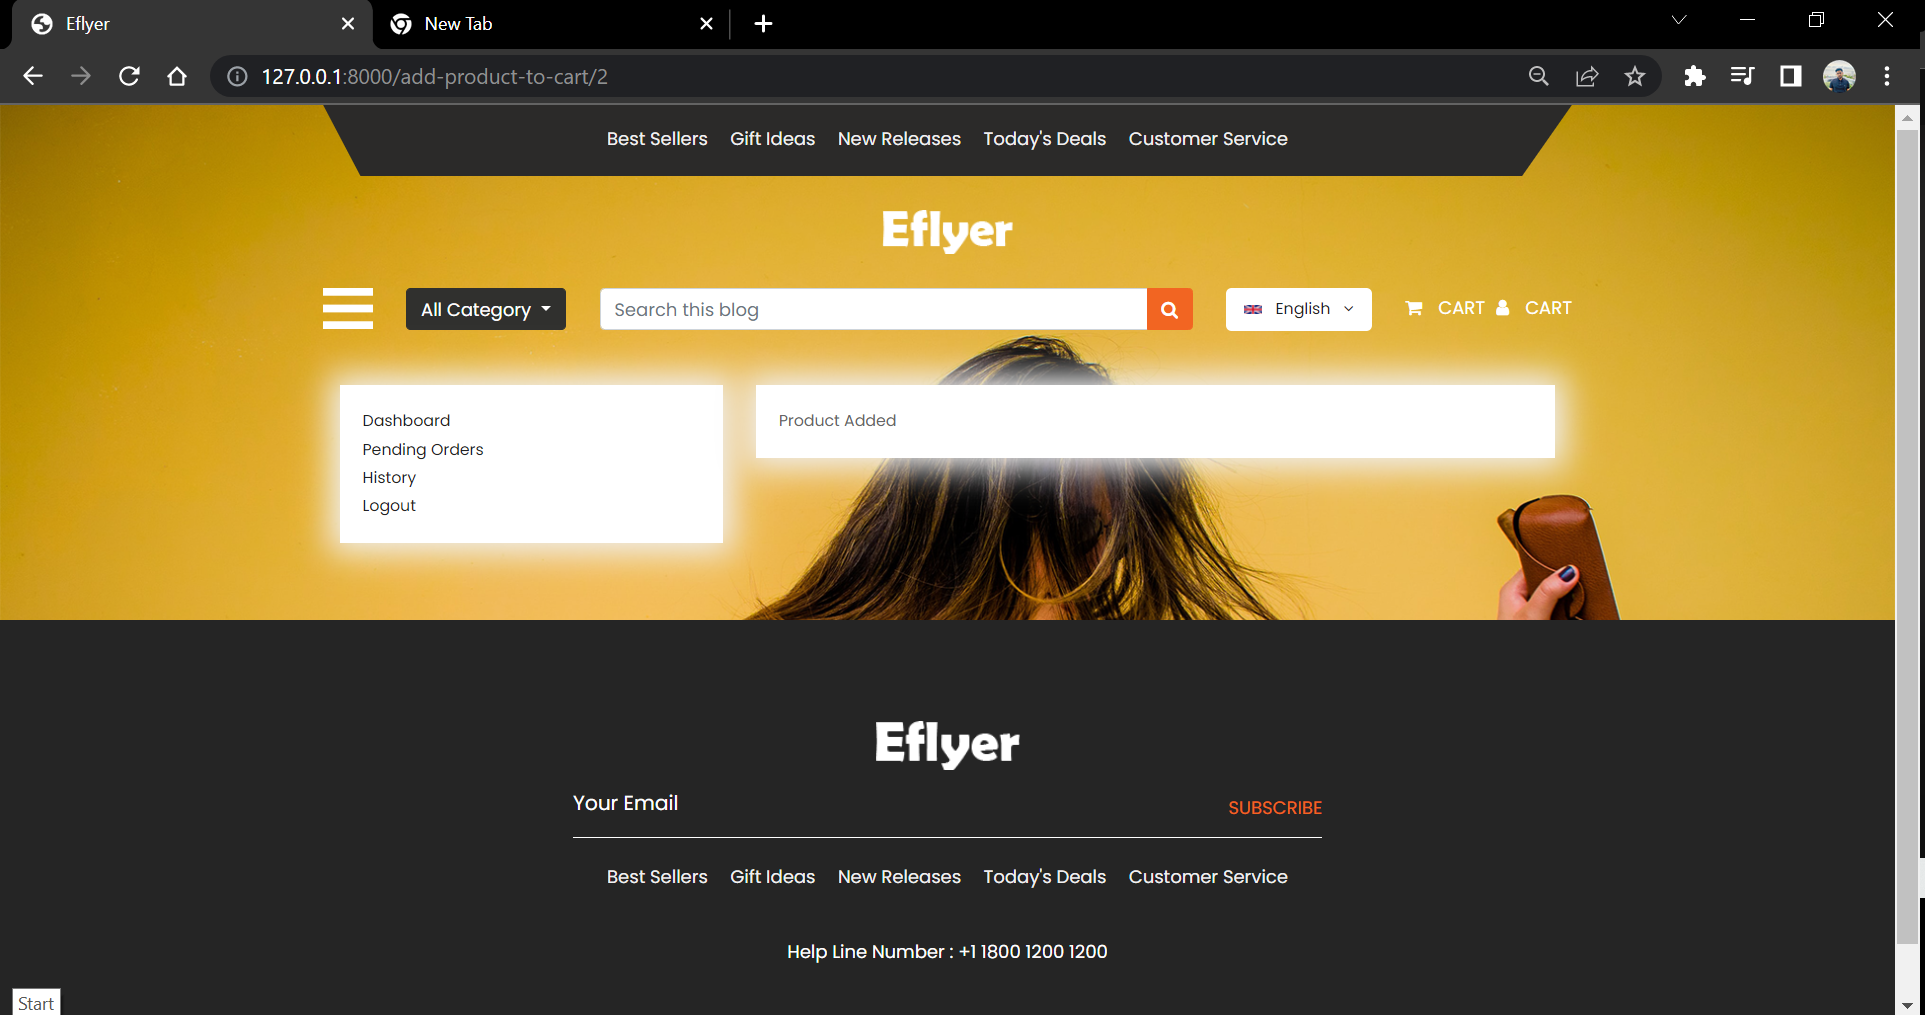 Eflyer
New Tab
127.0.0.1:8000/add-product-to-cart/2
Best Sellers Gift Ideas New Releases Today's Deals Customer Service
Eflyer
All Category Search this blog English CART CART
Dashboard
Pending Orders
History
Logout
Product Added
Eflyer
Your Email SUBSCRIBE
Best Sellers Gift Ideas New Releases Today's Deals Customer Service
Help Line Number : +1 1800 1200 1200
Start